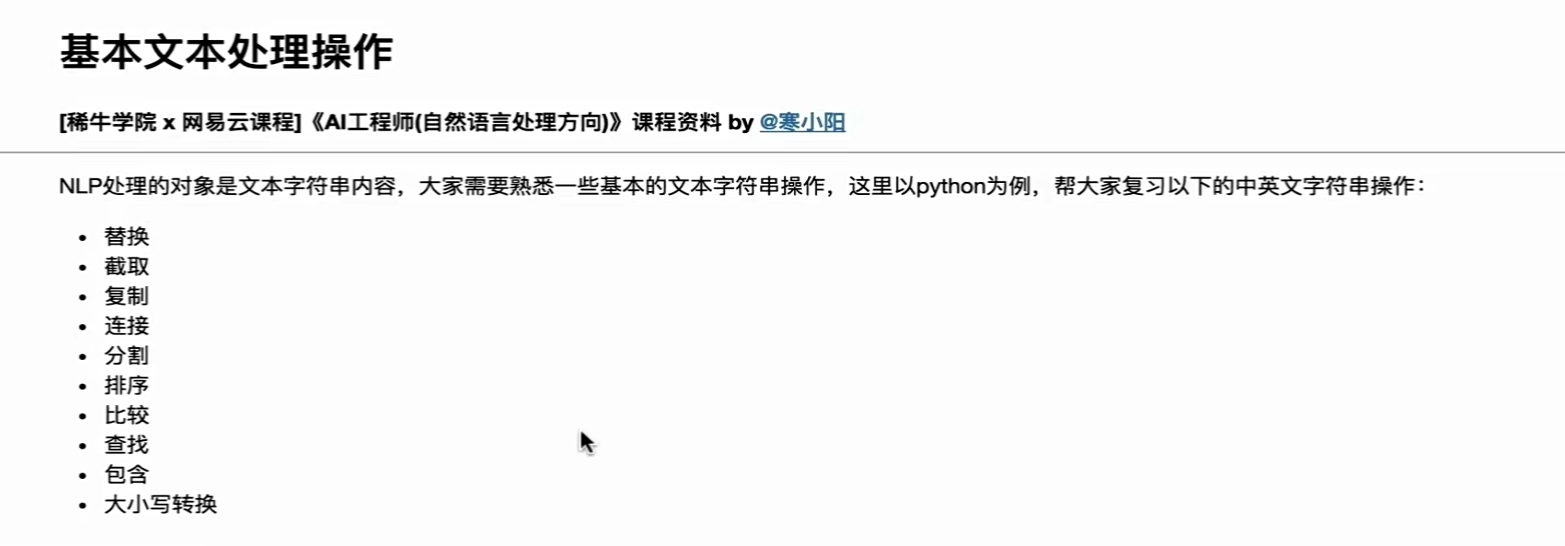 基本文本处理操作
[稀牛学院 x 网易云课程]《AI工程师(自然语言处理方向)》课程资料 by @寒小阳
NLP处理的对象是文本字符串内容，大家需要熟悉一些基本的文本字符串操作，这里以python为例，帮大家复习以下的中英文字符串操作：
• 替换
• 截取
• 复制
• 连接
• 分割
• 排序
• 比较
• 查找
• 包含
• 大小写转换